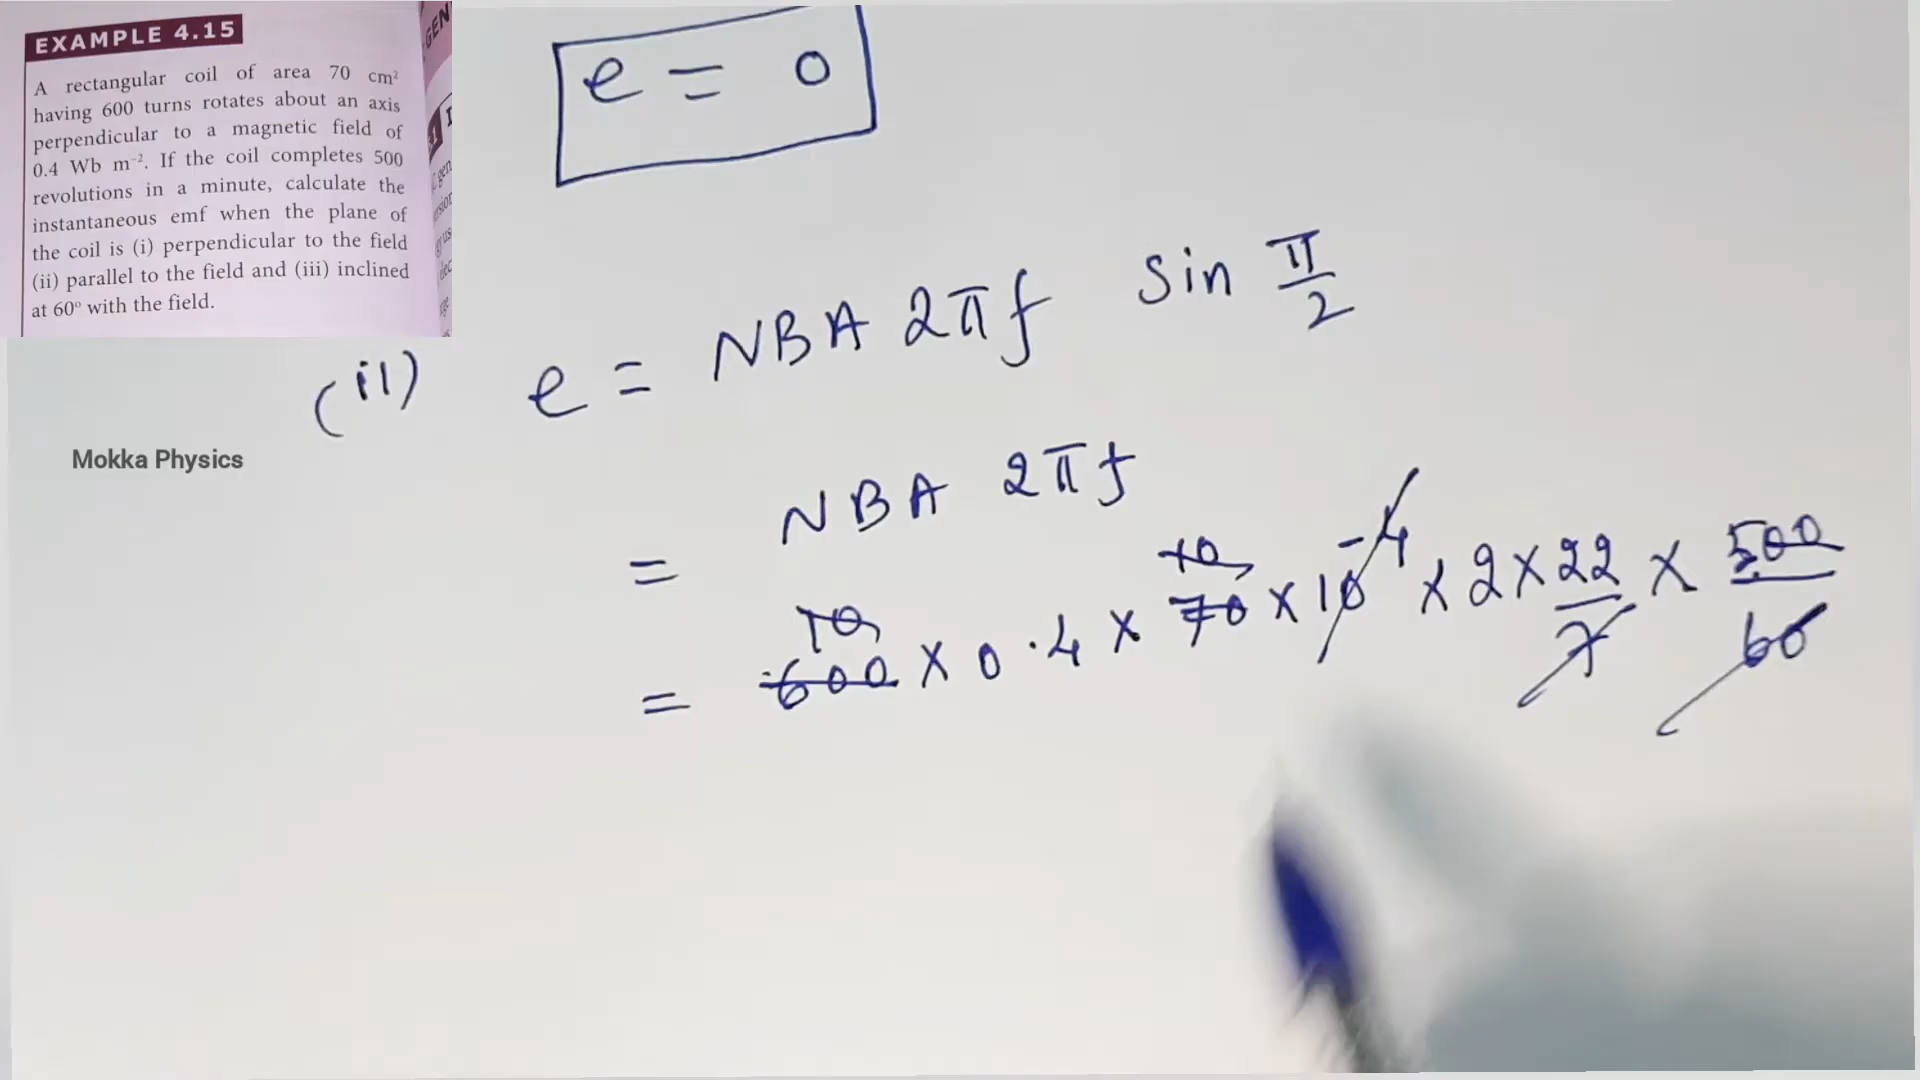 EXAMPLE 4.15
A rectangular coil of area 70 cm²
having 600 turns rotates about an axis
perpendicular to a magnetic field of
0.4 Wb m⁻². If the coil completes 500
revolutions in a minute, calculate the
instantaneous emf when the plane of
the coil is (i) perpendicular to the field
(ii) parallel to the field and (iii) inclined
at 60° with the field.
GEN
e = 0
(ii) e = NBA 2πf sin π/2
Mokka Physics
= NBA 2πf
10 10
= 600 × 0.4 × 70 × 10⁻⁴ × 2 × 22/7 × 500/60